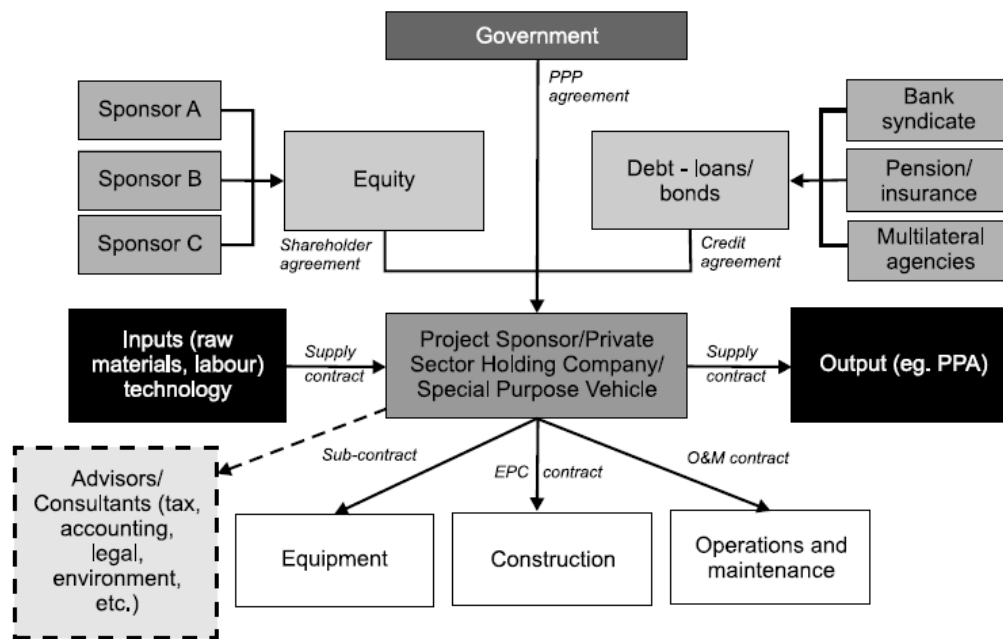 Government
PPP
agreement
Sponsor A
Sponsor B
Sponsor C
Equity
Debt - loans/
bonds
Bank
syndicate
Pension/
insurance
Multilateral
agencies
Shareholder
agreement
Credit
agreement
Inputs (raw
materials, labour)
technology
Supply
contract
Project Sponsor/Private
Sector Holding Company/
Special Purpose Vehicle
Supply
contract
Output (eg. PPA)
Sub-contract
EPC contract
O&M contract
Advisors/
Consultants (tax,
accounting,
legal,
environment,
etc.)
Equipment
Construction
Operations and
maintenance